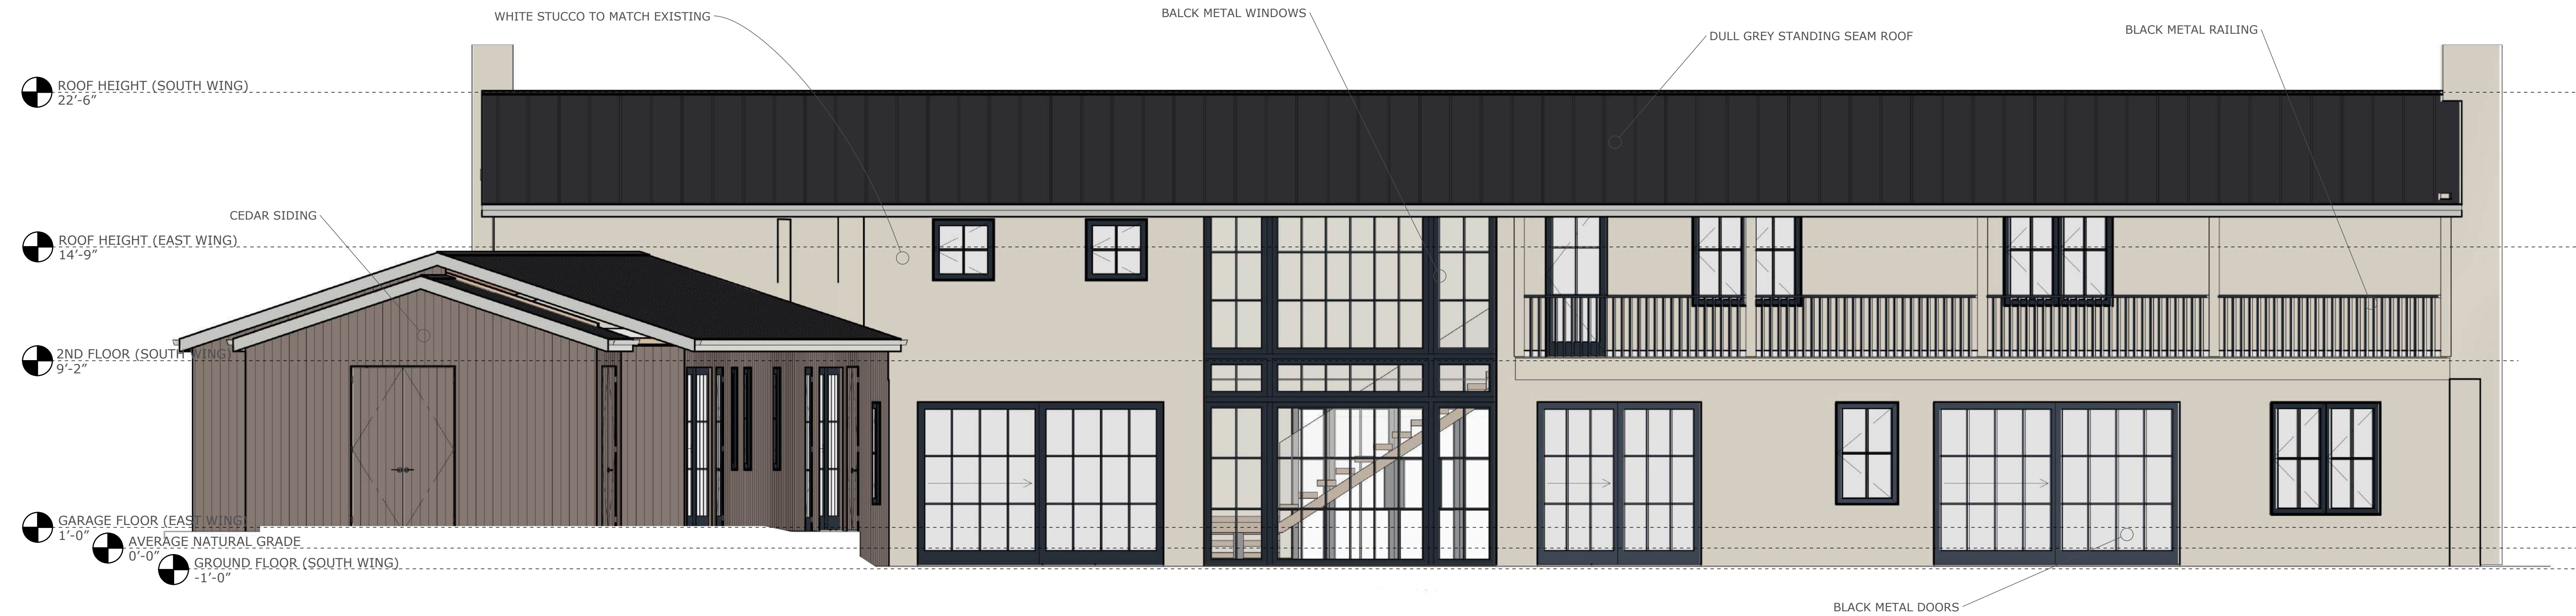 WHITE STUCCO TO MATCH EXISTING
BALCK METAL WINDOWS
DULL GREY STANDING SEAM ROOF
BLACK METAL RAILING
ROOF HEIGHT (SOUTH WING)
22'-6"
CEDAR SIDING
ROOF HEIGHT (EAST WING)
14'-9"
2ND FLOOR (SOUTH WING)
9'-2"
GARAGE FLOOR (EAST WING)
1'-0"
AVERAGE NATURAL GRADE
0'-0"
GROUND FLOOR (SOUTH WING)
-1'-0"
BLACK METAL DOORS